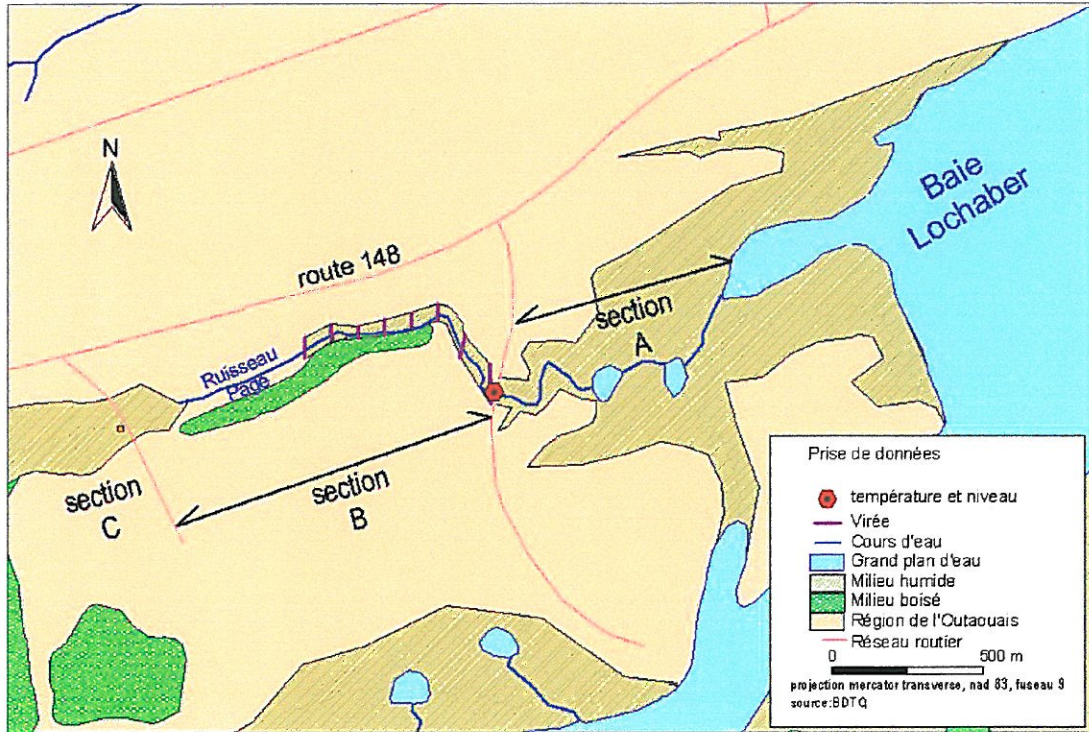 N
Baie
Lochaber
route 148
section
A
Ruisseau
Pagé
section
B
section
C
Prise de données
température et niveau
Virée
Cours d'eau
Grand plan d'eau
Milieu humide
Milieu boisé
Région de l'Outaouais
Réseau routier
0 500 m
projection mercator transverse, nad 83, fuseau 9
source:BDTQ